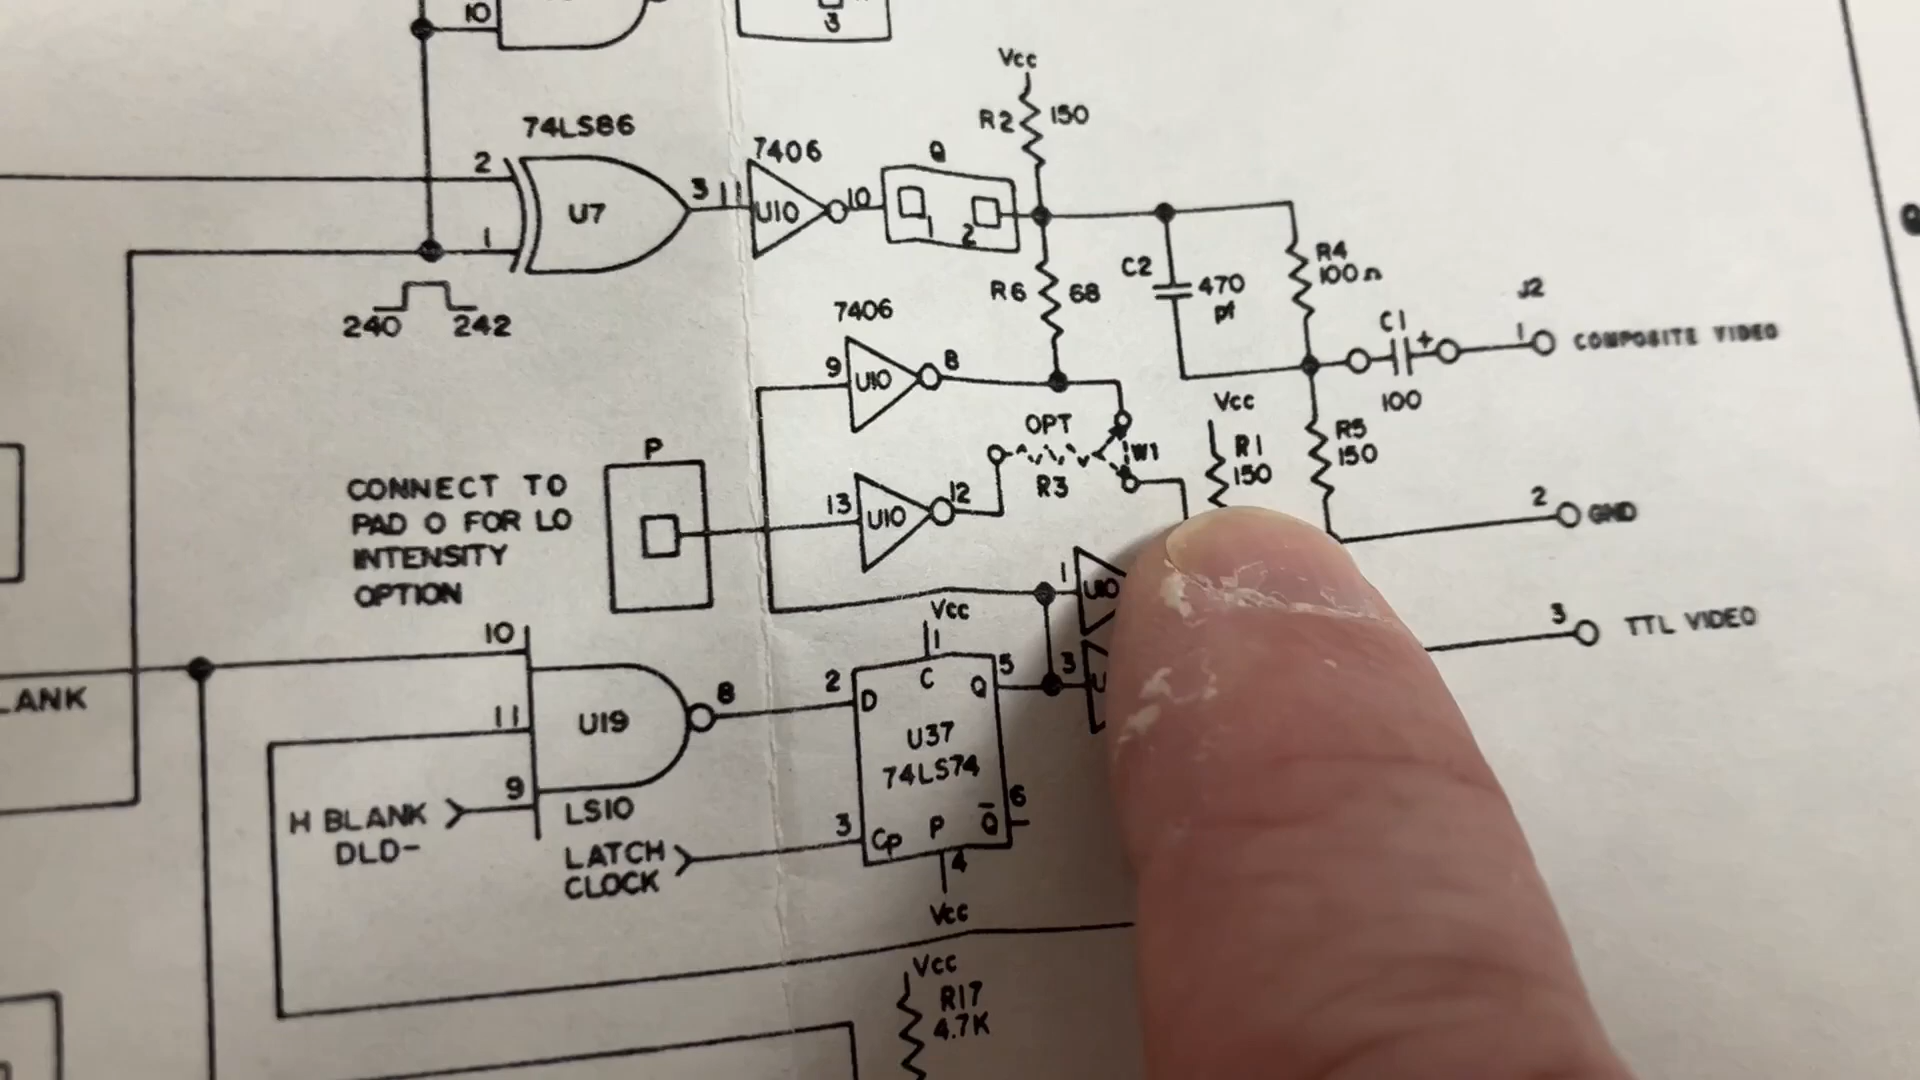 10
3
Vcc
R2
150
74LS86
7406
Q
2
3
11
U7
U10
10
1
2
1
240
242
R6
68
C2
470
pf
R4
100Ω
7406
9
U10
8
C1
+
100
J2
1
COMPOSITE VIDEO
Vcc
OPT
W1
R3
R1
150
R5
150
P
CONNECT TO
PAD O FOR LO
INTENSITY
OPTION
13
U10
12
2
GND
1
U10
3
TTL VIDEO
Vcc
1
10
11
9
U19
8
LS10
LANK
H BLANK
DLD-
LATCH
CLOCK
2
D
C
5
Q
3
U37
74LS74
3
Cp
P
Q
6
4
Vcc
Vcc
R17
4.7K